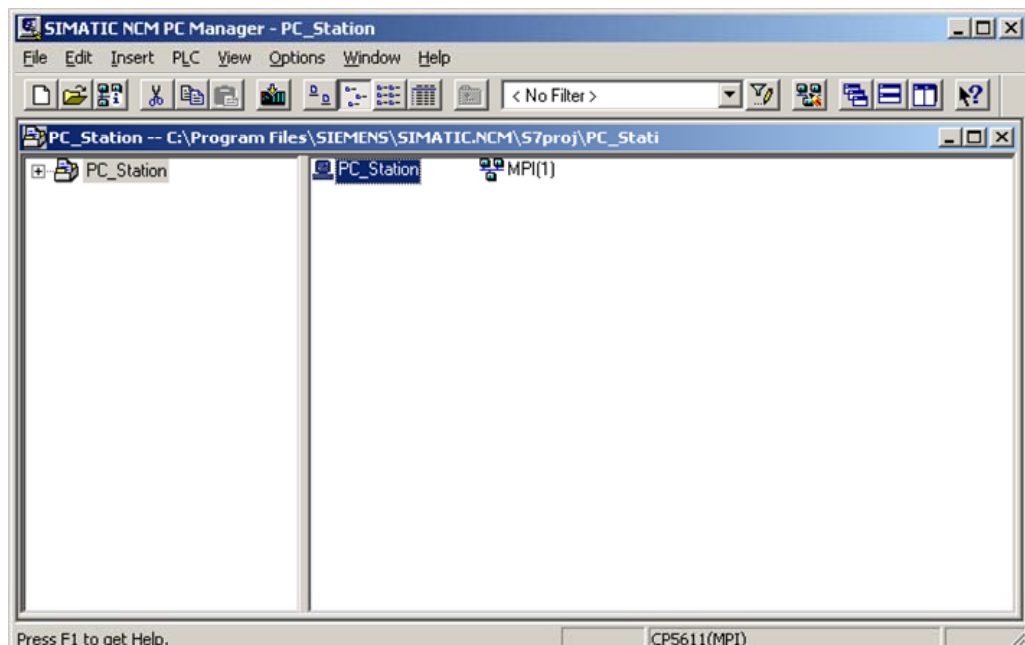 SIMATIC NCM PC Manager - PC_Station
File Edit Insert PLC View Options Window Help
< No Filter >
PC_Station -- C:\Program Files\SIEMENS\SIMATIC.NCM\S7proj\PC_Stati
PC_Station PC_Station MPI(1)
Press F1 to get Help. CP5611(MPI)